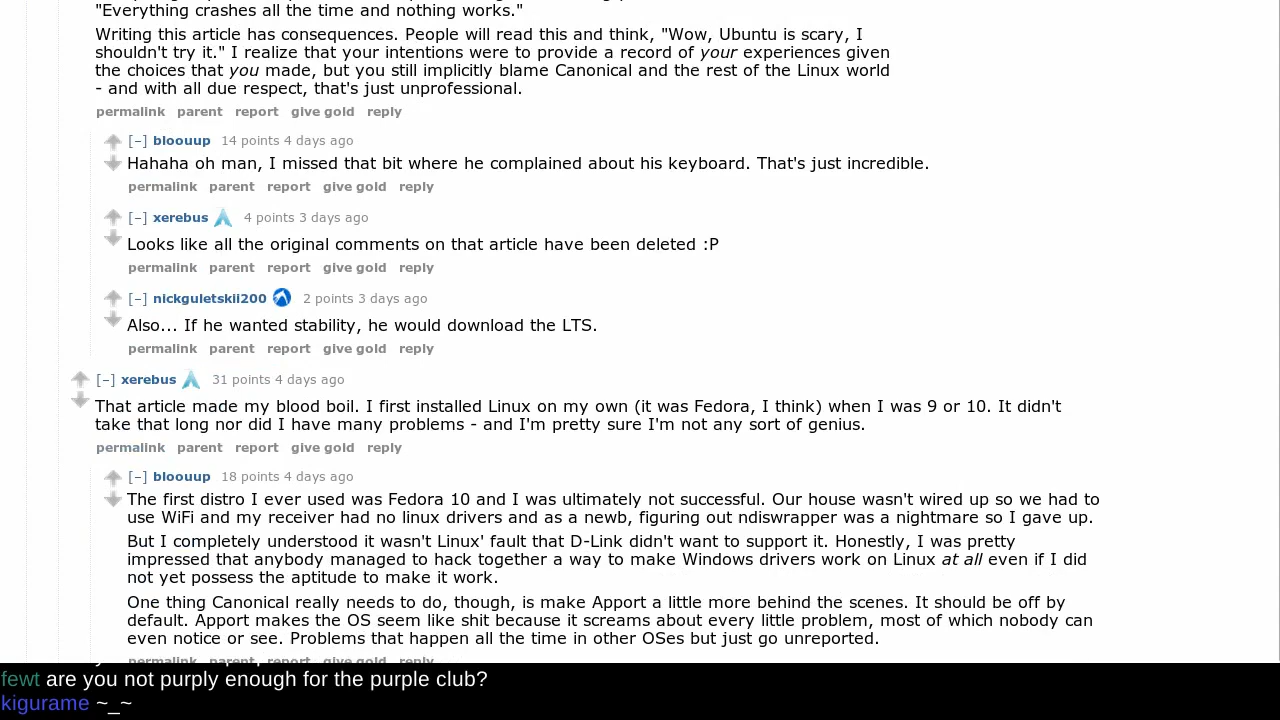 "Everything crashes all the time and nothing works."
Writing this article has consequences. People will read this and think, "Wow, Ubuntu is scary, I
shouldn't try it." I realize that your intentions were to provide a record of your experiences given
the choices that you made, but you still implicitly blame Canonical and the rest of the Linux world
- and with all due respect, that's just unprofessional.
permalink parent report give gold reply
[–] bloouup 14 points 4 days ago
Hahaha oh man, I missed that bit where he complained about his keyboard. That's just incredible.
permalink parent report give gold reply
[–] xerebus 4 points 3 days ago
Looks like all the original comments on that article have been deleted :P
permalink parent report give gold reply
[–] nickguletskii200 2 points 3 days ago
Also... If he wanted stability, he would download the LTS.
permalink parent report give gold reply
[–] xerebus 31 points 4 days ago
That article made my blood boil. I first installed Linux on my own (it was Fedora, I think) when I was 9 or 10. It didn't
take that long nor did I have many problems - and I'm pretty sure I'm not any sort of genius.
permalink parent report give gold reply
[–] bloouup 18 points 4 days ago
The first distro I ever used was Fedora 10 and I was ultimately not successful. Our house wasn't wired up so we had to
use WiFi and my receiver had no linux drivers and as a newb, figuring out ndiswrapper was a nightmare so I gave up.
But I completely understood it wasn't Linux' fault that D-Link didn't want to support it. Honestly, I was pretty
impressed that anybody managed to hack together a way to make Windows drivers work on Linux at all even if I did
not yet possess the aptitude to make it work.
One thing Canonical really needs to do, though, is make Apport a little more behind the scenes. It should be off by
default. Apport makes the OS seem like shit because it screams about every little problem, most of which nobody can
even notice or see. Problems that happen all the time in other OSes but just go unreported.
permalink parent report give gold reply
fewt are you not purply enough for the purple club?
kigurame ~_~